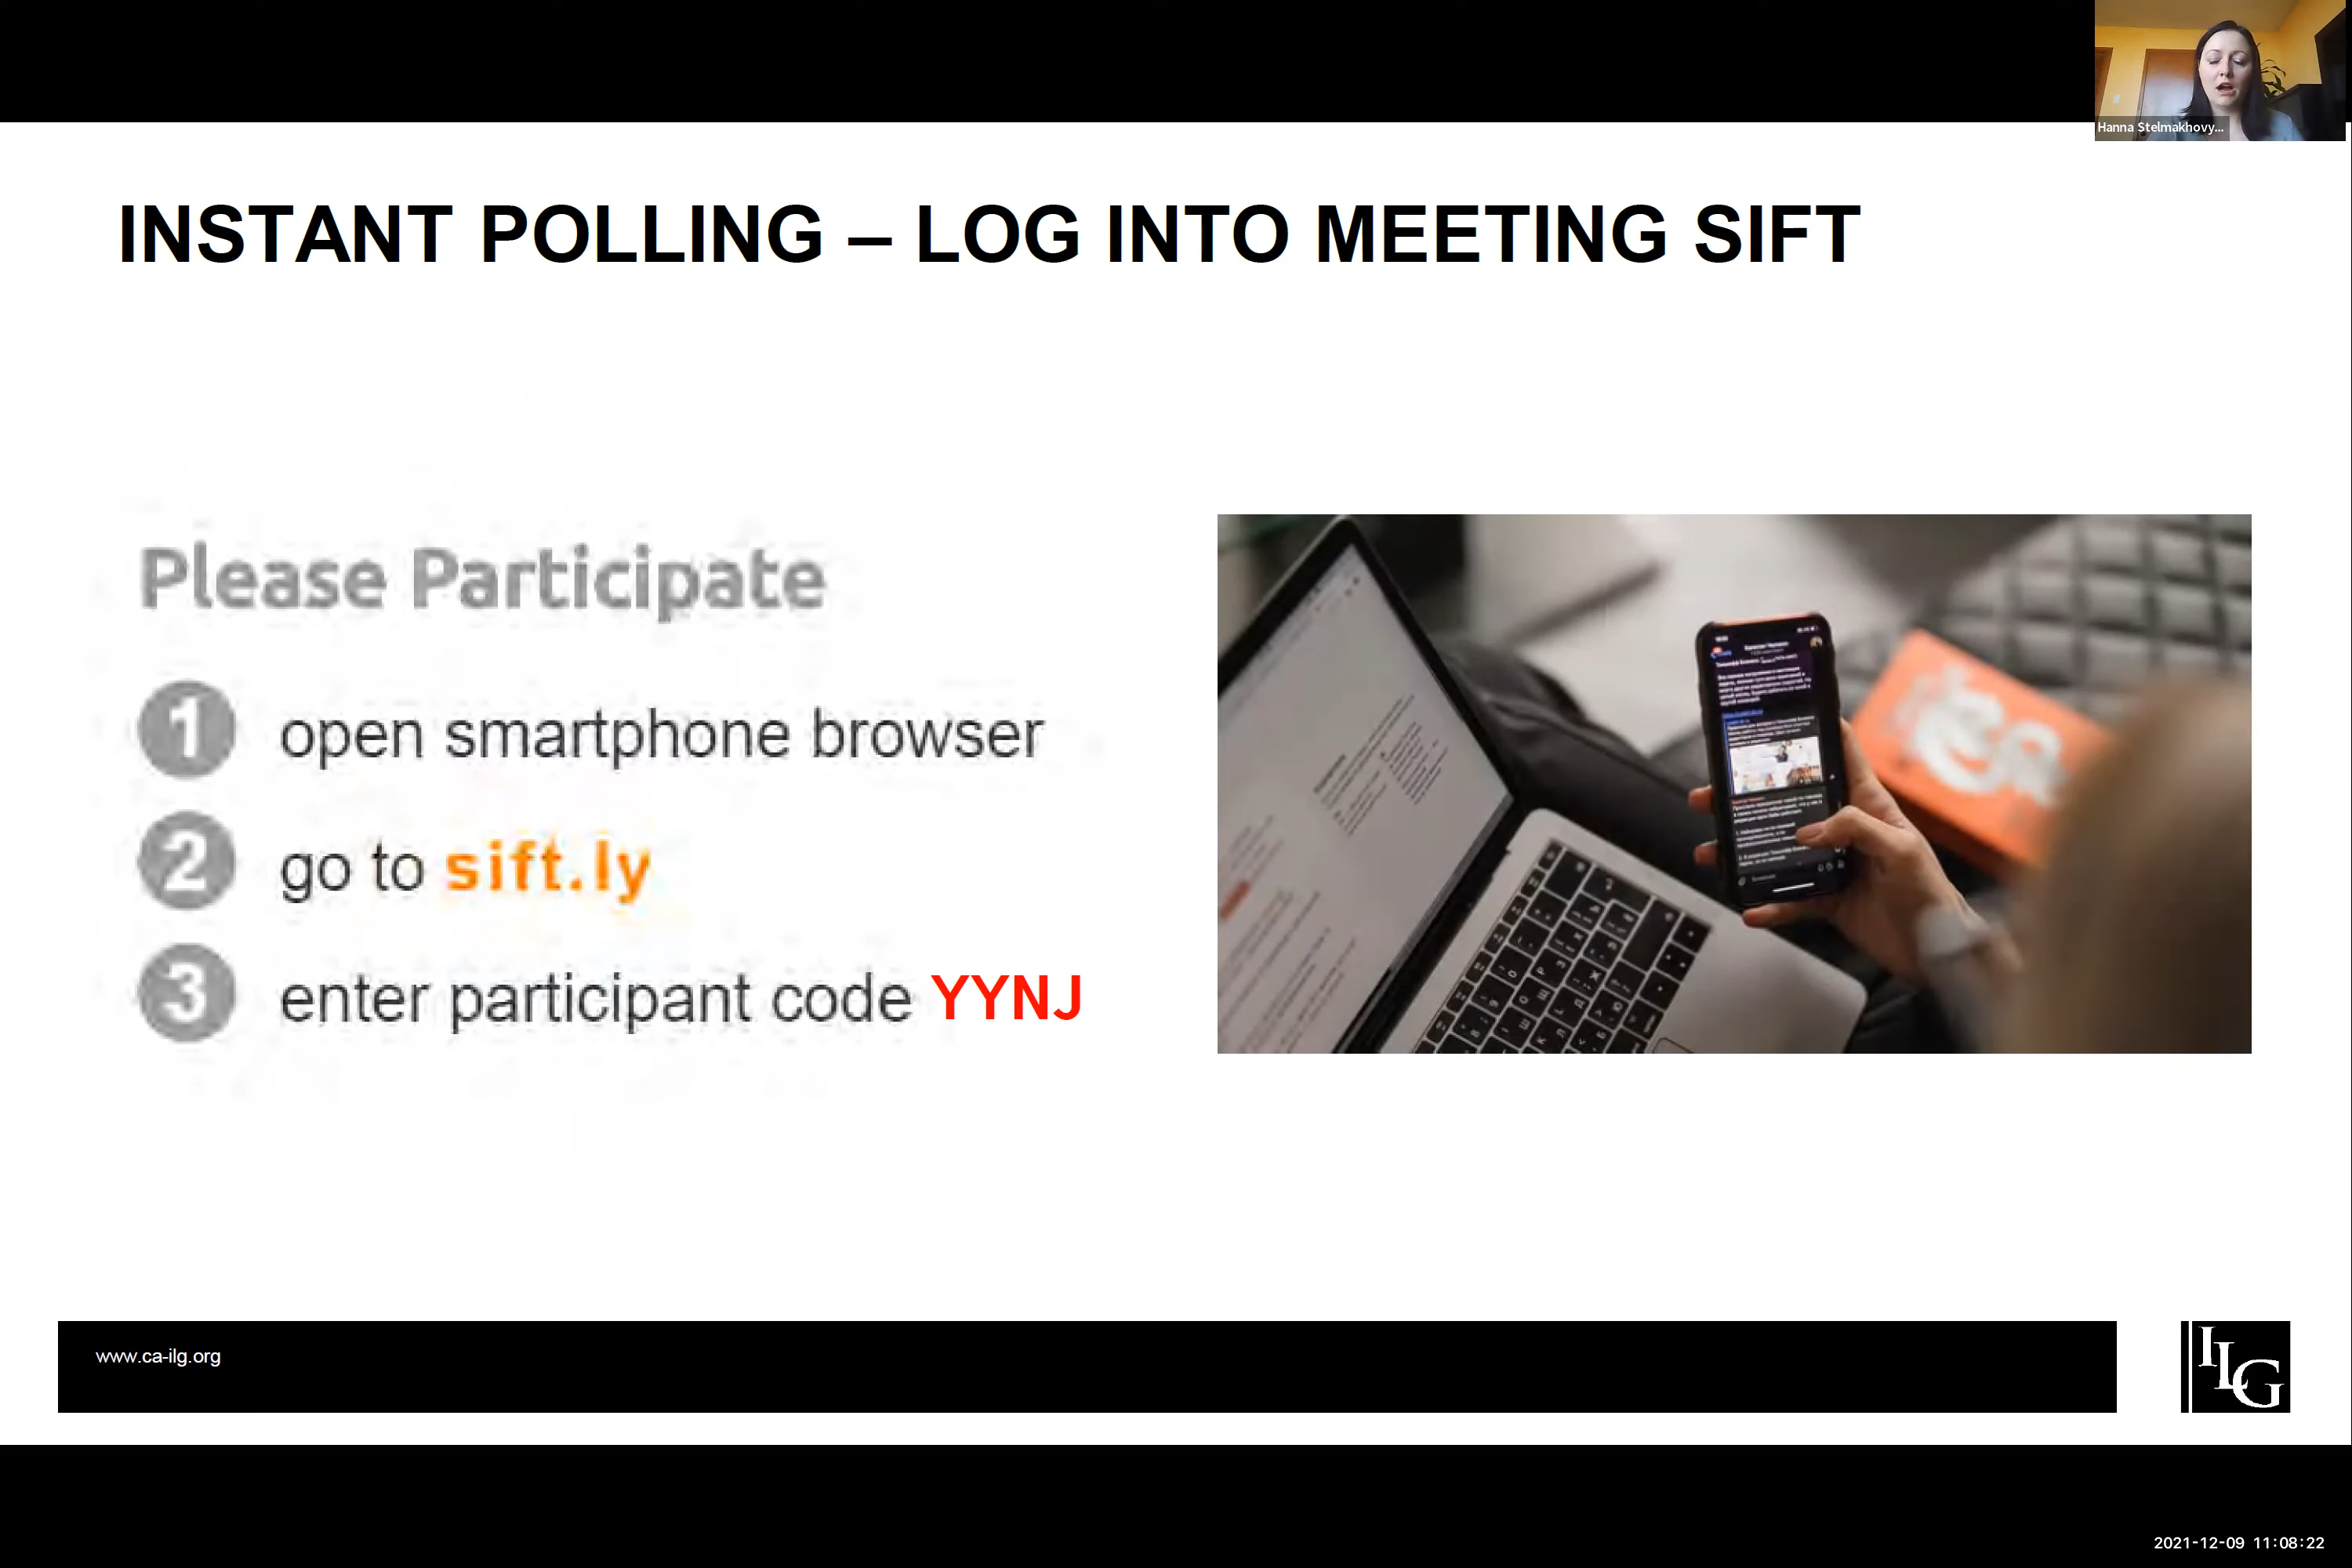 Hanna Stelmakhovy...
INSTANT POLLING – LOG INTO MEETING SIFT
Please Participate
1 open smartphone browser
2 go to sift.ly
3 enter participant code YYNJ
www.ca-ilg.org
ILG
2021-12-09 11:08:22